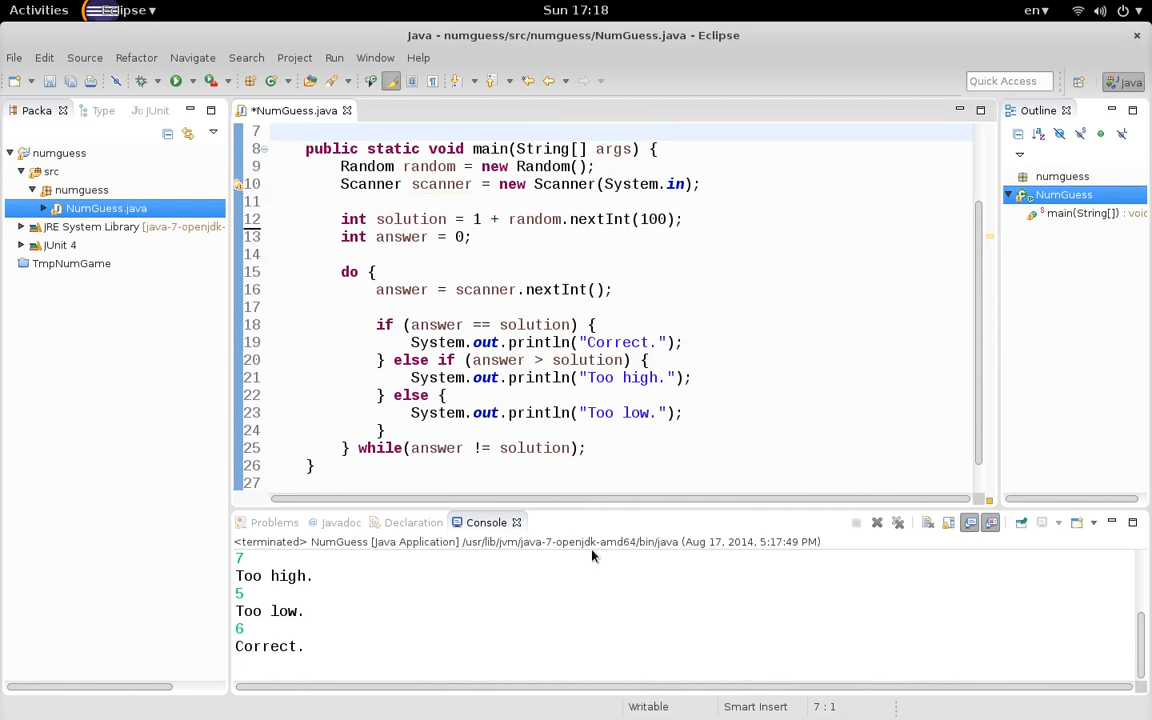 Activities Eclipse ▾ Sun 17:18 en▾
Java - numguess/src/numguess/NumGuess.java - Eclipse
File Edit Source Refactor Navigate Search Project Run Window Help
Quick Access Java
Packa Type JUnit *NumGuess.java Outline
numguess
src
numguess
NumGuess.java
JRE System Library [java-7-openjdk-
JUnit 4
TmpNumGame
7
8 public static void main(String[] args) {
9 Random random = new Random();
10 Scanner scanner = new Scanner(System.in);
11
12 int solution = 1 + random.nextInt(100);
13 int answer = 0;
14
15 do {
16 answer = scanner.nextInt();
17
18 if (answer == solution) {
19 System.out.println("Correct.");
20 } else if (answer > solution) {
21 System.out.println("Too high.");
22 } else {
23 System.out.println("Too low.");
24 }
25 } while(answer != solution);
26 }
27
numguess
NumGuess
main(String[]) : voic
Problems Javadoc Declaration Console
<terminated> NumGuess [Java Application] /usr/lib/jvm/java-7-openjdk-amd64/bin/java (Aug 17, 2014, 5:17:49 PM)
7
Too high.
5
Too low.
6
Correct.
Writable Smart Insert 7 : 1